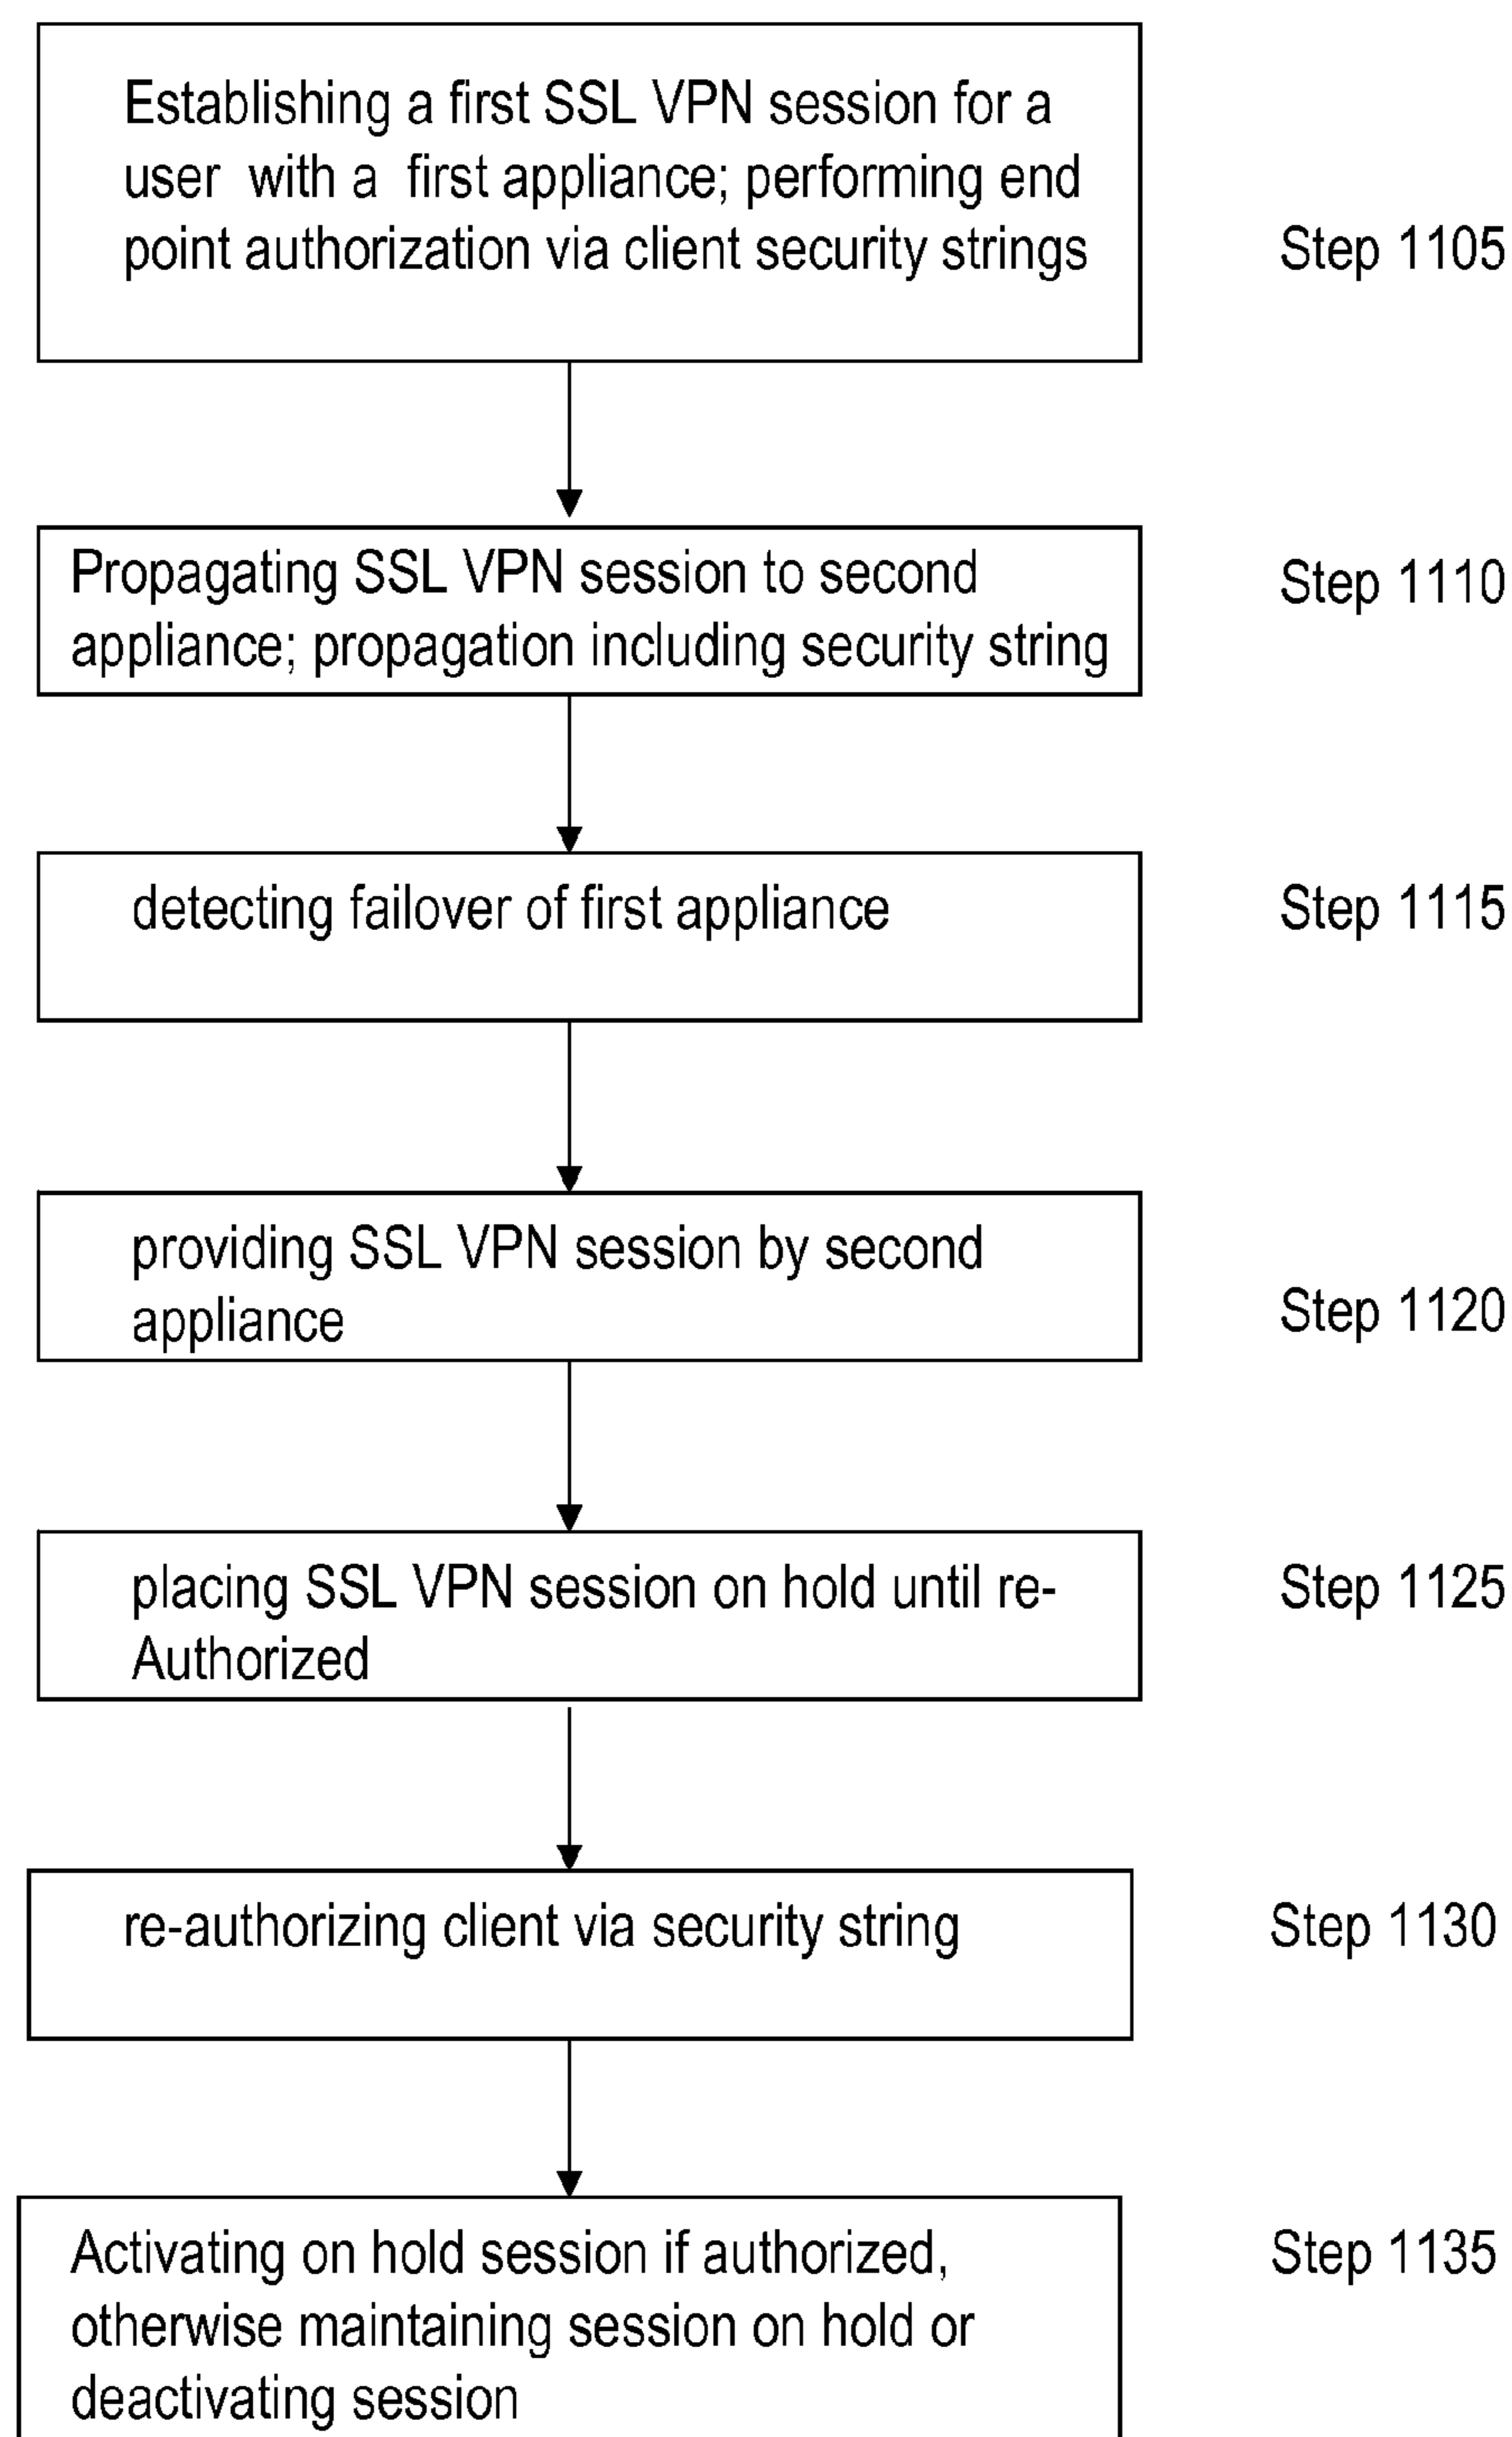 Establishing a first SSL VPN session for a
user with a first appliance; performing end
point authorization via client security strings
Step 1105
Propagating SSL VPN session to second
appliance; propagation including security string
Step 1110
detecting failover of first appliance
Step 1115
providing SSL VPN session by second
appliance
Step 1120
placing SSL VPN session on hold until re-
Authorized
Step 1125
re-authorizing client via security string
Step 1130
Activating on hold session if authorized,
otherwise maintaining session on hold or
deactivating session
Step 1135